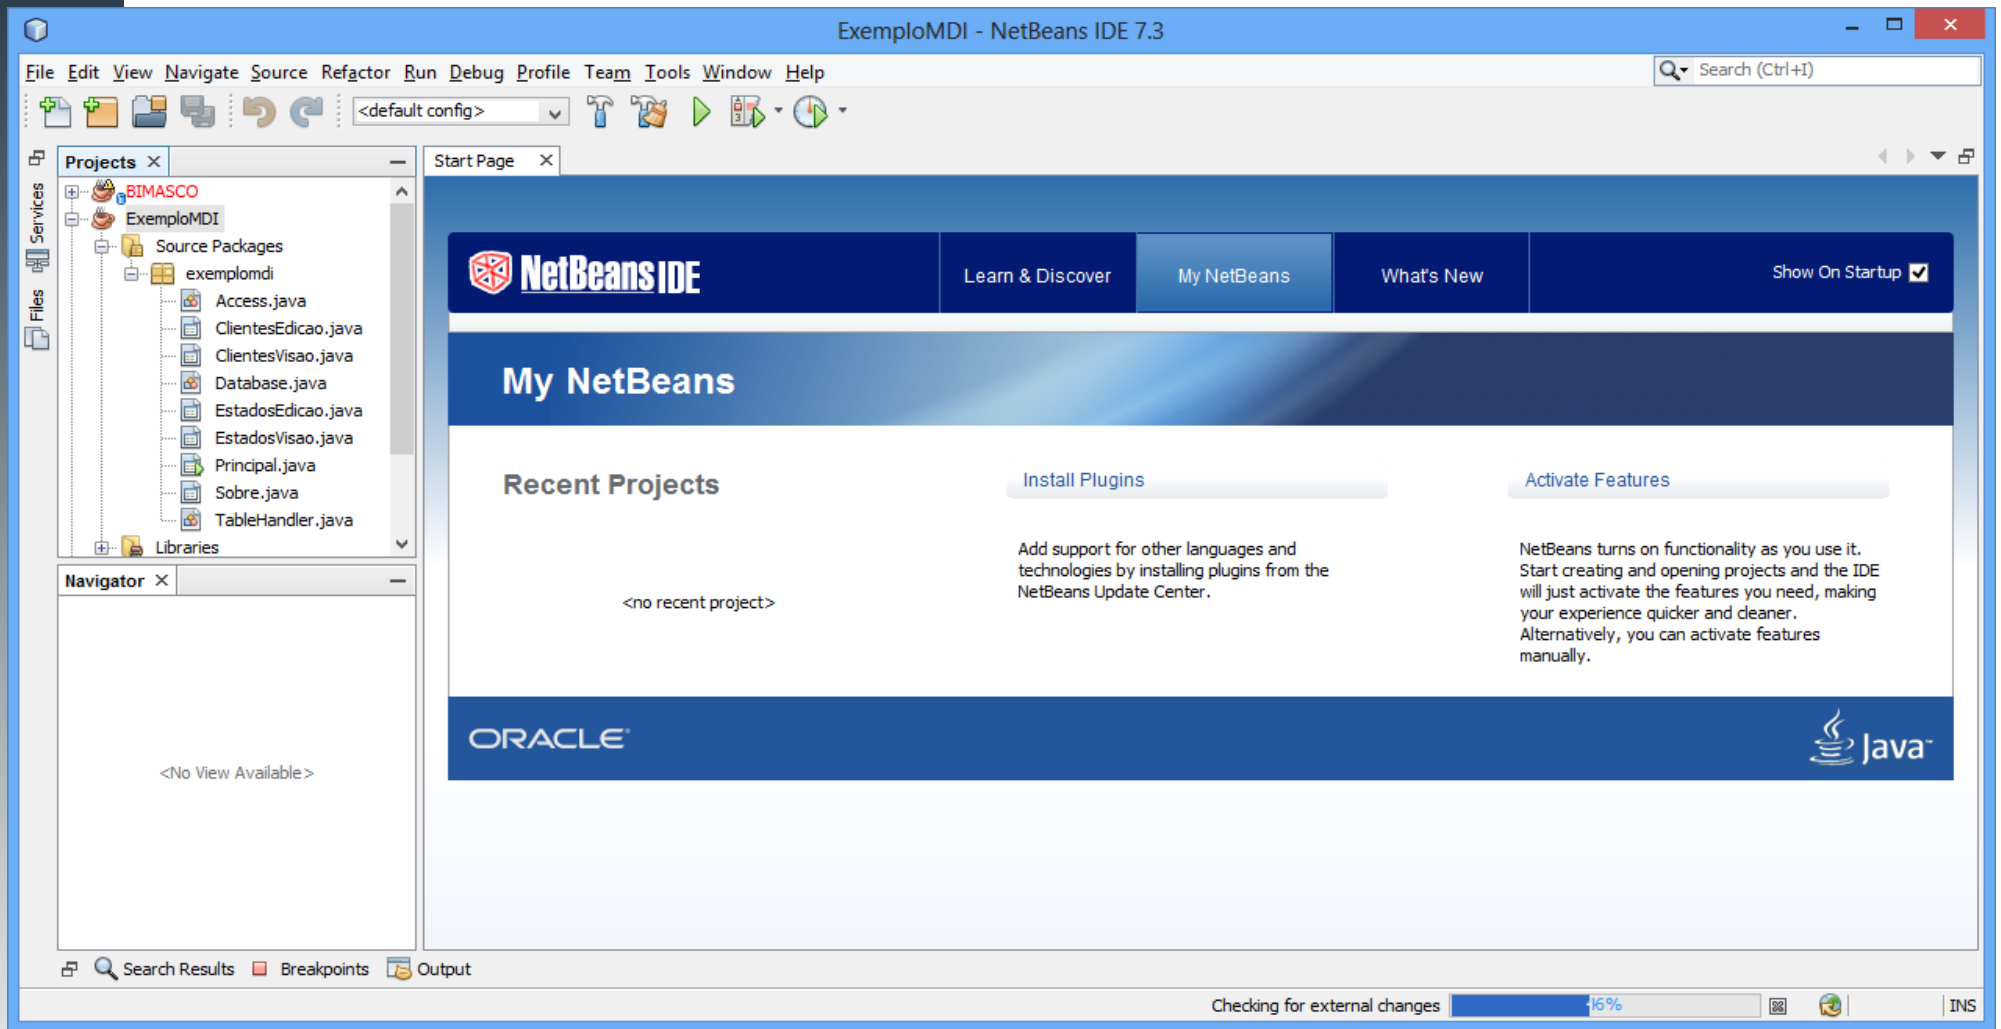 ExemploMDI - NetBeans IDE 7.3
File Edit View Navigate Source Refactor Run Debug Profile Team Tools Window Help
Search (Ctrl+I)
<default config>
Services
Files
Projects
BIMASCO
ExemploMDI
Source Packages
exemplomdi
Access.java
ClientesEdicao.java
ClientesVisao.java
Database.java
EstadosEdicao.java
EstadosVisao.java
Principal.java
Sobre.java
TableHandler.java
Libraries
Navigator
<No View Available>
Start Page
NetBeans IDE
Learn & Discover
My NetBeans
What's New
Show On Startup
My NetBeans
Recent Projects
<no recent project>
Install Plugins
Add support for other languages and
technologies by installing plugins from the
NetBeans Update Center.
Activate Features
NetBeans turns on functionality as you use it.
Start creating and opening projects and the IDE
will just activate the features you need, making
your experience quicker and cleaner.
Alternatively, you can activate features
manually.
ORACLE
Java
Search Results
Breakpoints
Output
Checking for external changes
INS